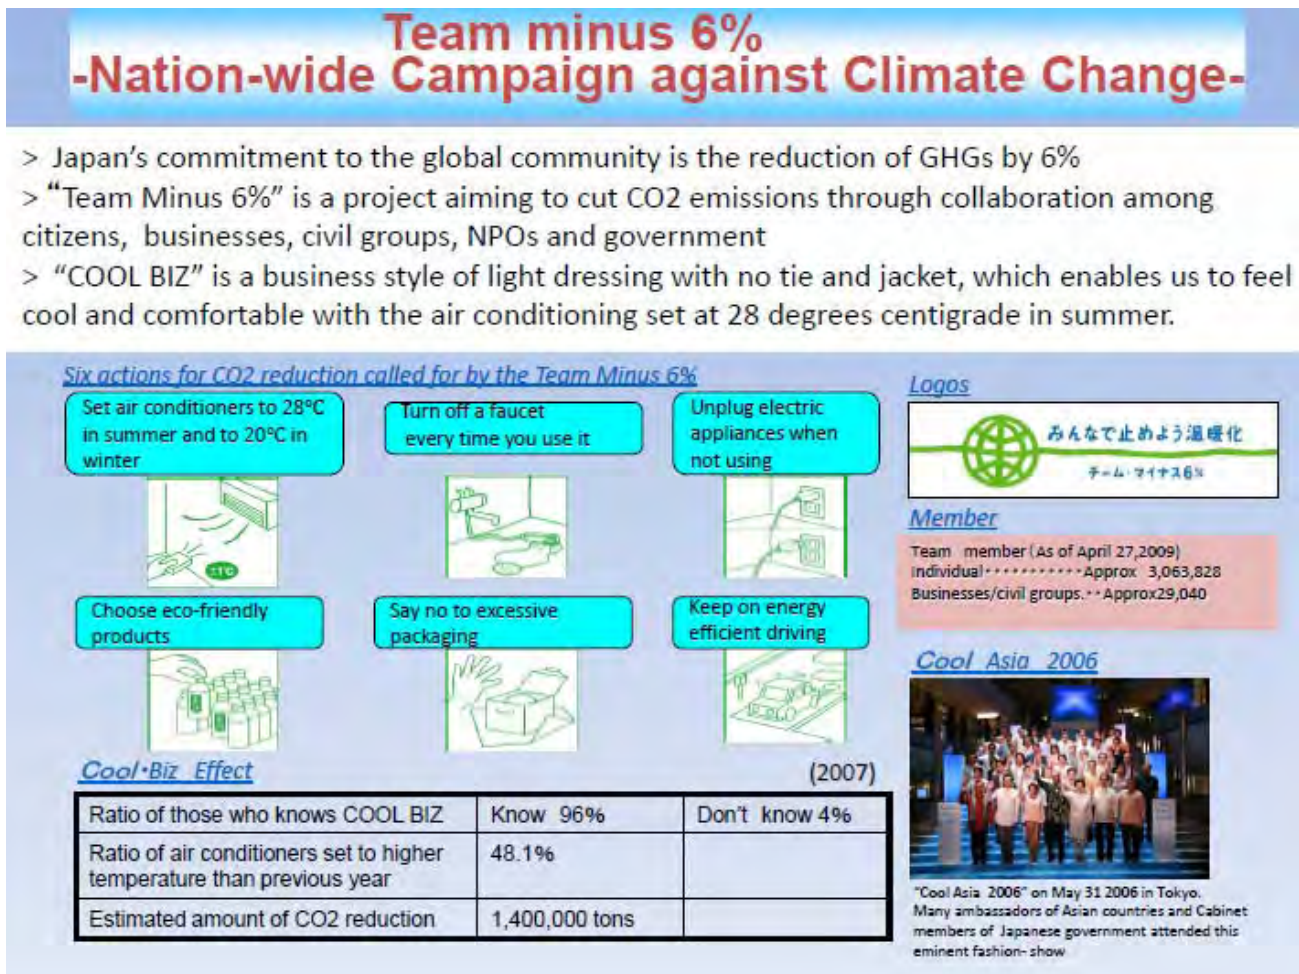 Team minus 6%
-Nation-wide Campaign against Climate Change-
> Japan's commitment to the global community is the reduction of GHGs by 6%
> "Team Minus 6%" is a project aiming to cut CO2 emissions through collaboration among
citizens, businesses, civil groups, NPOs and government
> "COOL BIZ" is a business style of light dressing with no tie and jacket, which enables us to feel
cool and comfortable with the air conditioning set at 28 degrees centigrade in summer.
Six actions for CO2 reduction called for by the Team Minus 6%
Set air conditioners to 28°C
in summer and to 20°C in
winter
Turn off a faucet
every time you use it
Unplug electric
appliances when
not using
Choose eco-friendly
products
Say no to excessive
packaging
Keep on energy
efficient driving
Cool・Biz Effect
(2007)
Ratio of those who knows COOL BIZ
Know 96%
Don't know 4%
Ratio of air conditioners set to higher
temperature than previous year
48.1%
Estimated amount of CO2 reduction
1,400,000 tons
Logos
みんなで止めよう温暖化
チーム・マイナス6%
Member
Team member (As of April 27,2009)
Individual・・・・・・・・・・・Approx 3,063,828
Businesses/civil groups.・・Approx29,040
Cool Asia 2006
"Cool Asia 2006" on May 31 2006 in Tokyo.
Many ambassadors of Asian countries and Cabinet
members of Japanese government attended this
eminent fashion- show